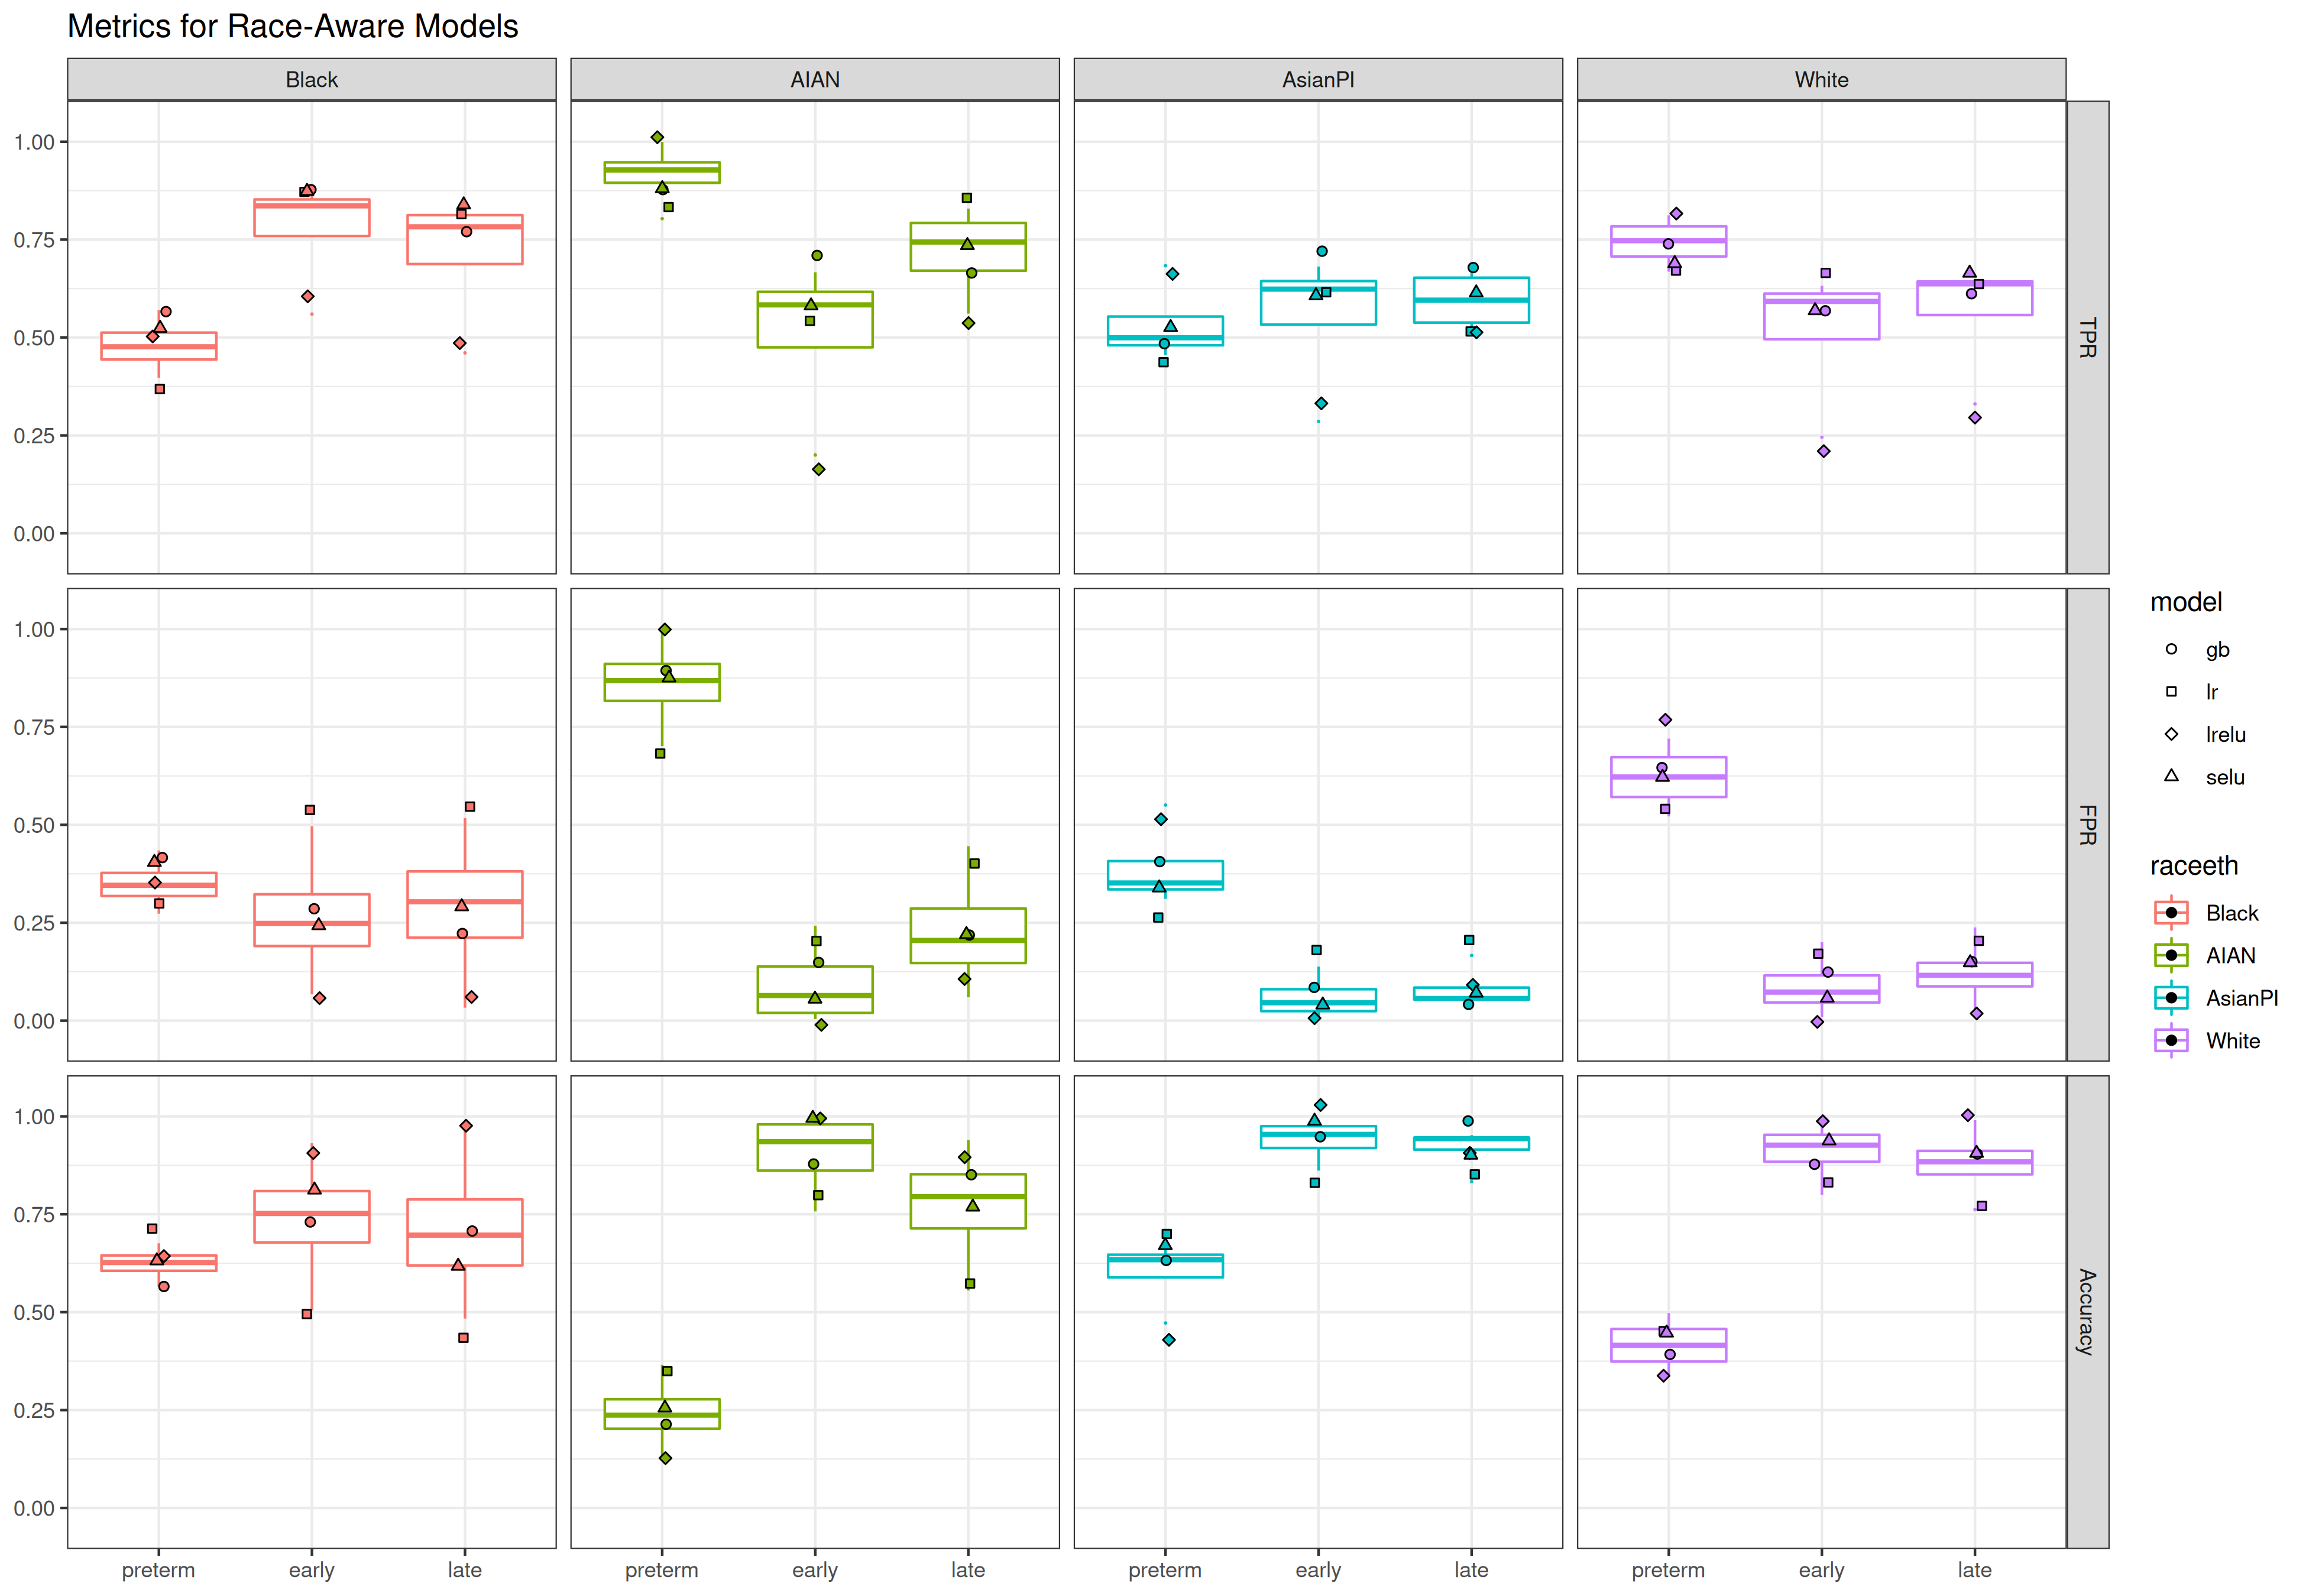 Metrics for Race-Aware Models
Black
AIAN
AsianPI
White
1.00
0.75
0.50
0.25
0.00
TPR
1.00
0.75
0.50
0.25
0.00
FPR
1.00
0.75
0.50
0.25
0.00
Accuracy
preterm early late
preterm early late
preterm early late
preterm early late
model
gb
lr
lrelu
selu
raceeth
Black
AIAN
AsianPI
White